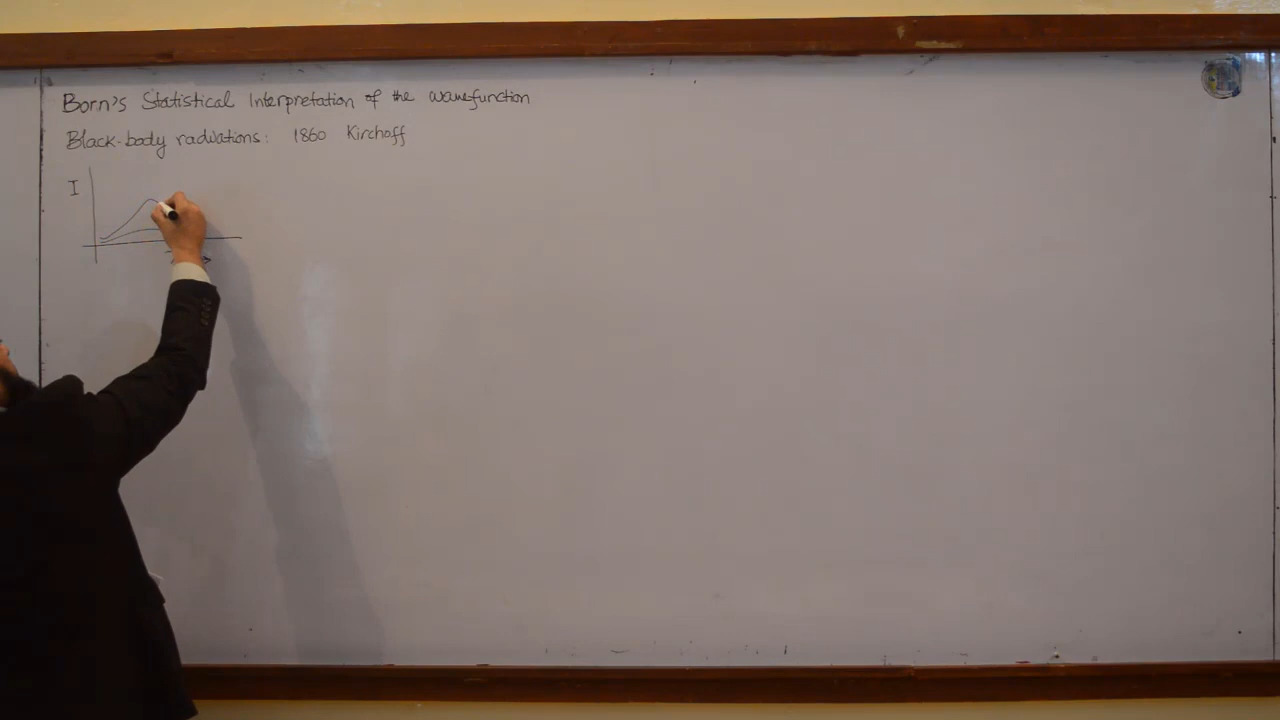 Born's Statistical Interpretation of the wavefunction
Black-body radiations: 1860 Kirchoff
I